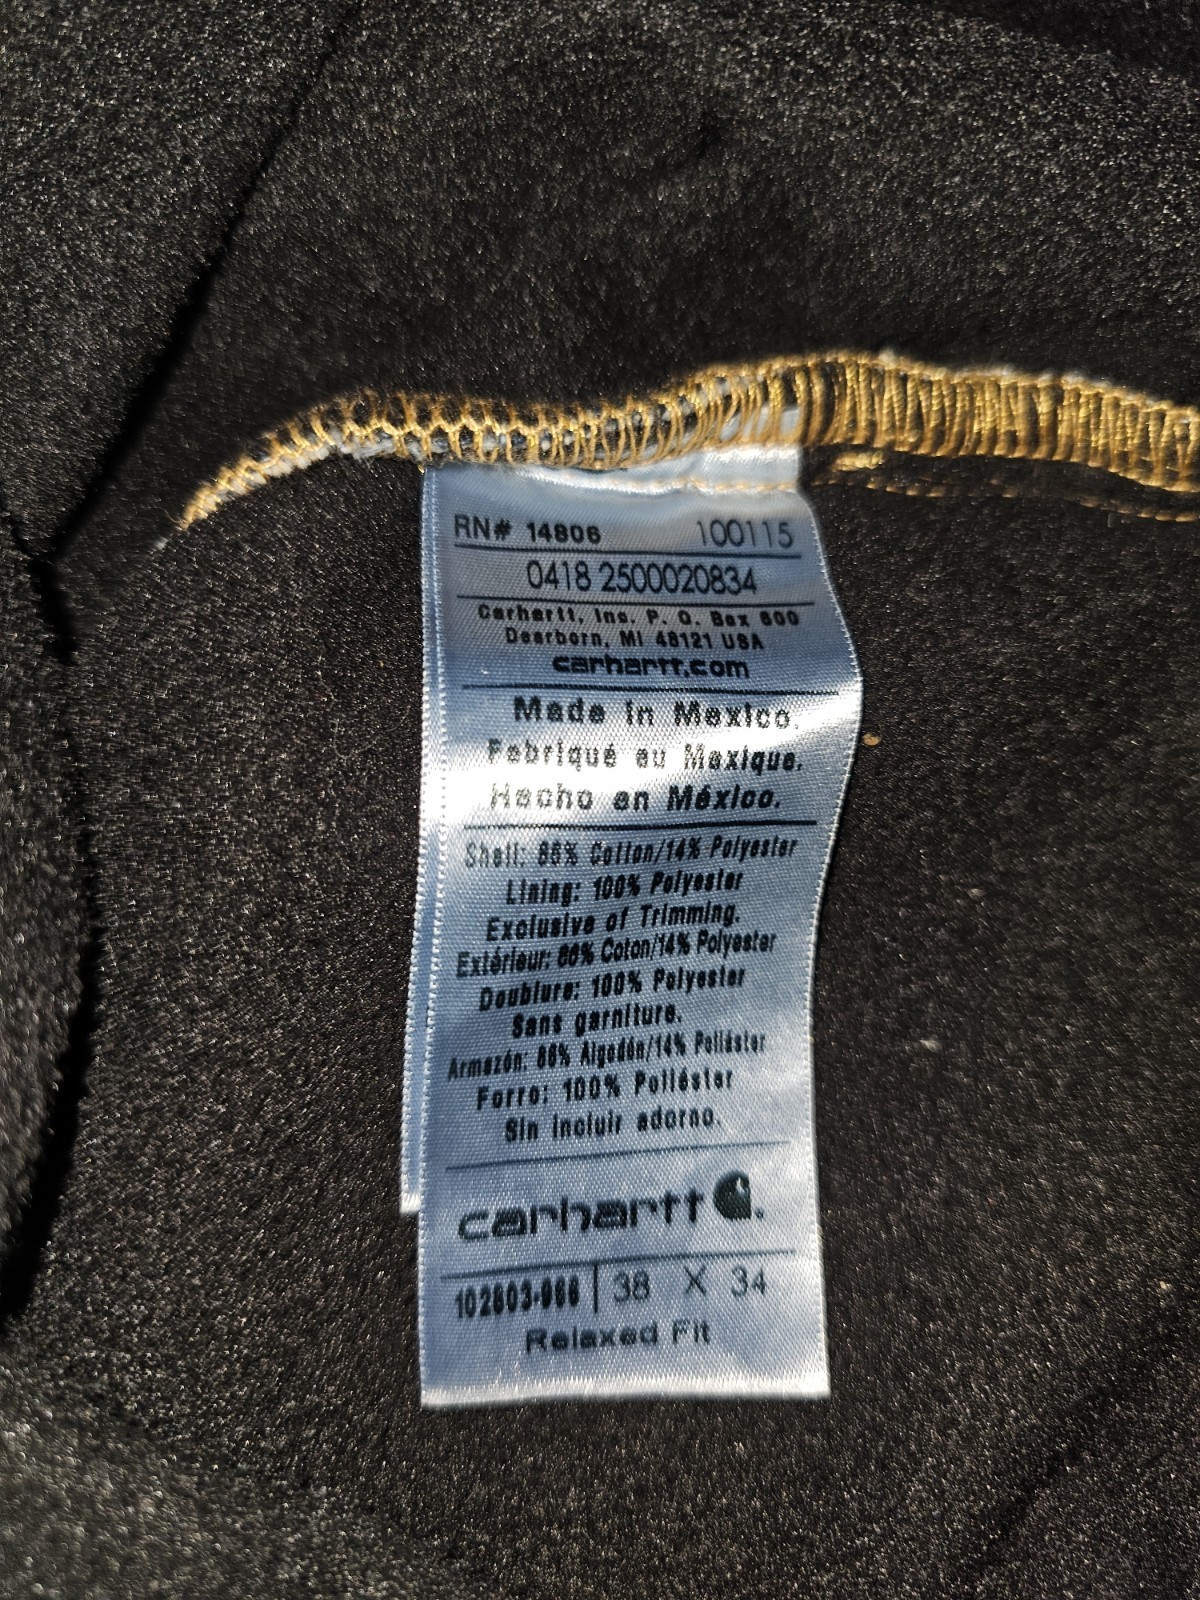 RN# 14806 100115
0418 2500020834
Carhartt, Inc. P. O. Box 600
Dearborn, MI 48121 USA
carhartt.com
Made in Mexico.
Fabriqué au Mexique.
Hecho en México.
Shell: 86% Cotton/14% Polyester
Lining: 100% Polyester
Exclusive of Trimming.
Extérieur: 86% Coton/14% Polyester
Doublure: 100% Polyester
Sans garniture.
Armazón: 86% Algodón/14% Poliéster
Forro: 100% Poliéster
Sin incluir adorno.
carhartt
38 X 34
Relaxed Fit